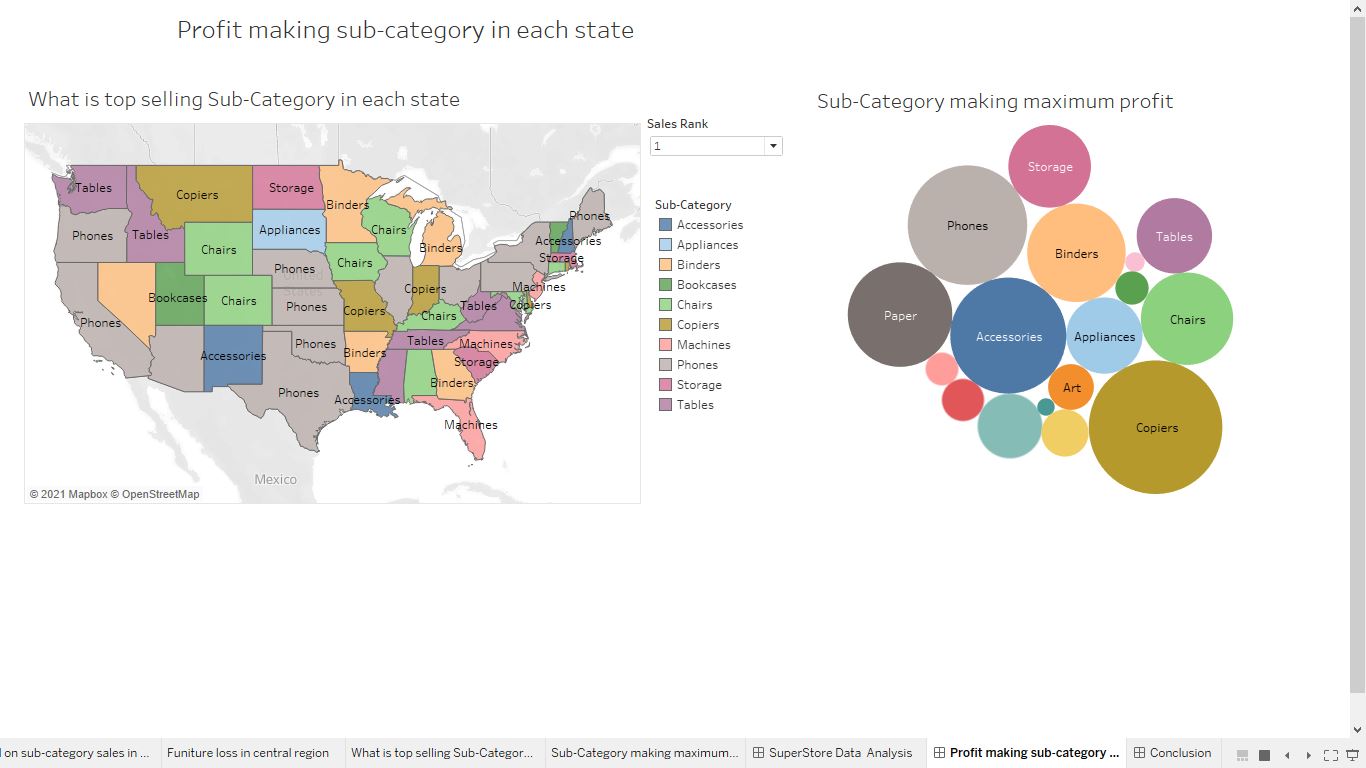 Profit making sub-category in each state
What is top selling Sub-Category in each state
Sub-Category making maximum profit
Tables
Copiers
Storage
Binders
Phones
Tables
Chairs
Appliances
Chairs
Binders
Phones
Accessories
Storage
Chairs
Phones
United
States
Bookcases
Chairs
Phones
Copiers
Copiers
Machines
Copiers
Tables
Chairs
Phones
Accessories
Phones
Binders
Tables
Machines
Storage
Phones
Accessories
Binders
Machines
Mexico
© 2021 Mapbox © OpenStreetMap
Sales Rank
1
Sub-Category
Accessories
Appliances
Binders
Bookcases
Chairs
Copiers
Machines
Phones
Storage
Tables
Storage
Phones
Tables
Binders
Paper
Accessories
Appliances
Chairs
Art
Copiers
on sub-category sales in ...
Funiture loss in central region
What is top selling Sub-Categor...
Sub-Category making maximum...
SuperStore Data Analysis
Profit making sub-category ...
Conclusion